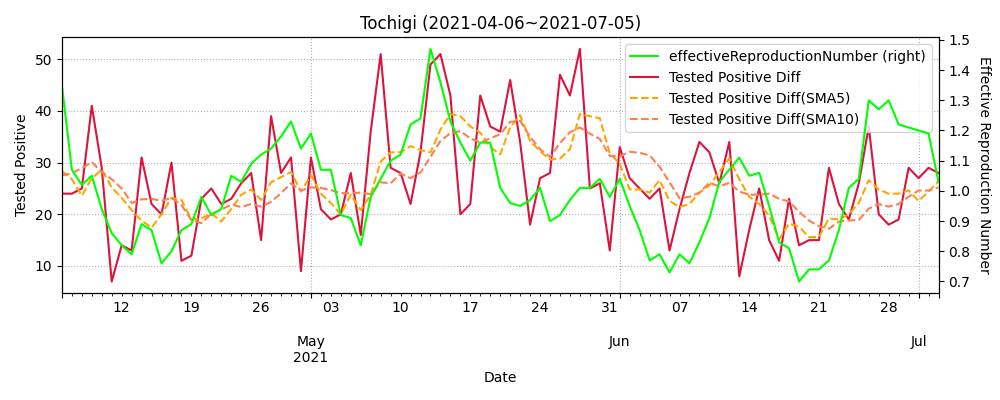 Tochigi (2021-04-06~2021-07-05)
effectiveReproductionNumber (right)
Tested Positive Diff
Tested Positive Diff(SMA5)
Tested Positive Diff(SMA10)
Tested Positive
50
40
30
20
10
1.5
1.4
1.3
1.2
1.1
1.0
0.9
0.8
0.7
Effective Reproduction Number
12 19 26 03 10 17 24 31 07 14 21 28
May Jun Jul
2021
Date